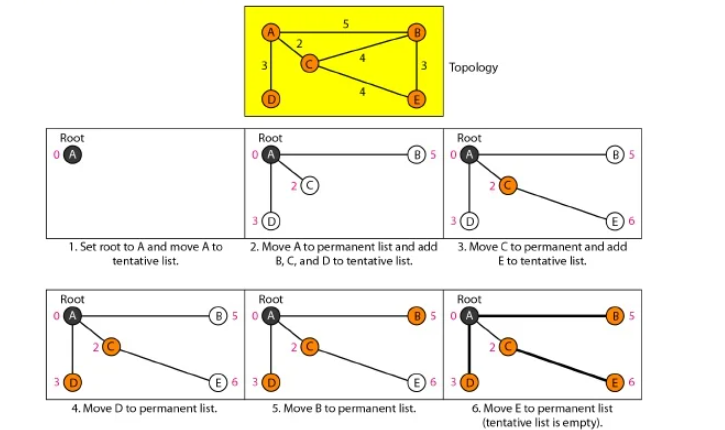 5
A B
2
3 C 4 3 Topology
4
D E
Root Root Root
0 A 0 A B 5 0 A B 5
2 C 2 C
3 D 3 D E 6
1. Set root to A and move A to
tentative list.
2. Move A to permanent list and add
B, C, and D to tentative list.
3. Move C to permanent and add
E to tentative list.
Root Root Root
0 A B 5 0 A B 5 0 A B 5
2 C 2 C 2 C
3 D E 6 3 D E 6 3 D E 6
4. Move D to permanent list.
5. Move B to permanent list.
6. Move E to permanent list
(tentative list is empty).